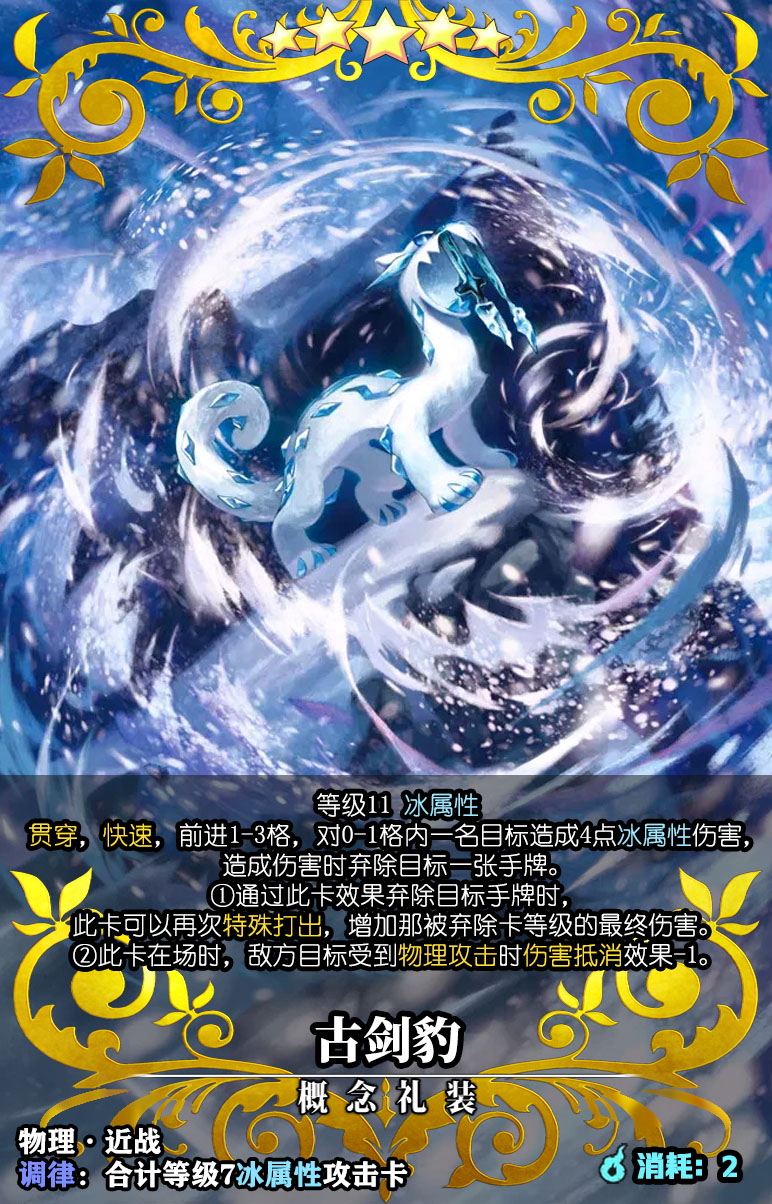 等级11 冰属性
贯穿，快速，前进1-3格，对0-1格内一名目标造成4点冰属性伤害，
造成伤害时弃除目标一张手牌。
①通过此卡效果弃除目标手牌时，
此卡可以再次特殊打出，增加那被弃除卡等级的最终伤害。
②此卡在场时，敌方目标受到物理攻击时伤害抵消效果-1。
古剑豹
概念礼装
物理·近战
调律：合计等级7冰属性攻击卡
消耗：2